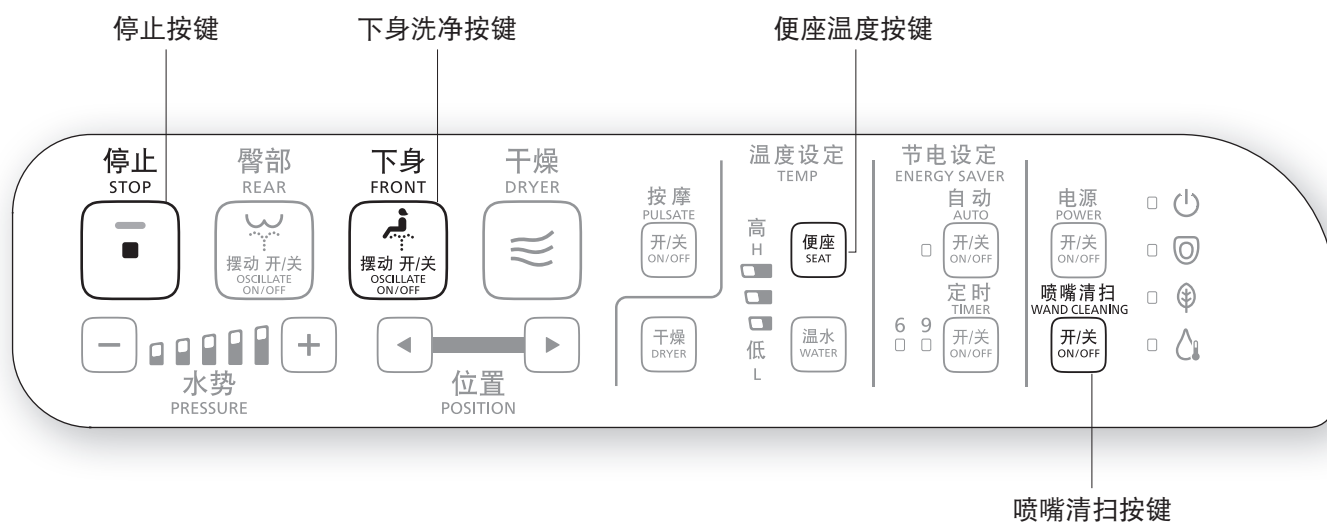 停止按键
下身洗净按键
便座温度按键
停止
STOP
臀部
REAR
摆动 开/关
OSCILLATE
ON/OFF
下身
FRONT
摆动 开/关
OSCILLATE
ON/OFF
干燥
DRYER
水势
PRESSURE
位置
POSITION
按摩
PULSATE
开/关
ON/OFF
干燥
DRYER
温度设定
TEMP
高
H
低
L
便座
SEAT
温水
WATER
节电设定
ENERGY SAVER
自动
AUTO
开/关
ON/OFF
定时
TIMER
6 9
开/关
ON/OFF
电源
POWER
开/关
ON/OFF
喷嘴清扫
WAND CLEANING
开/关
ON/OFF
喷嘴清扫按键